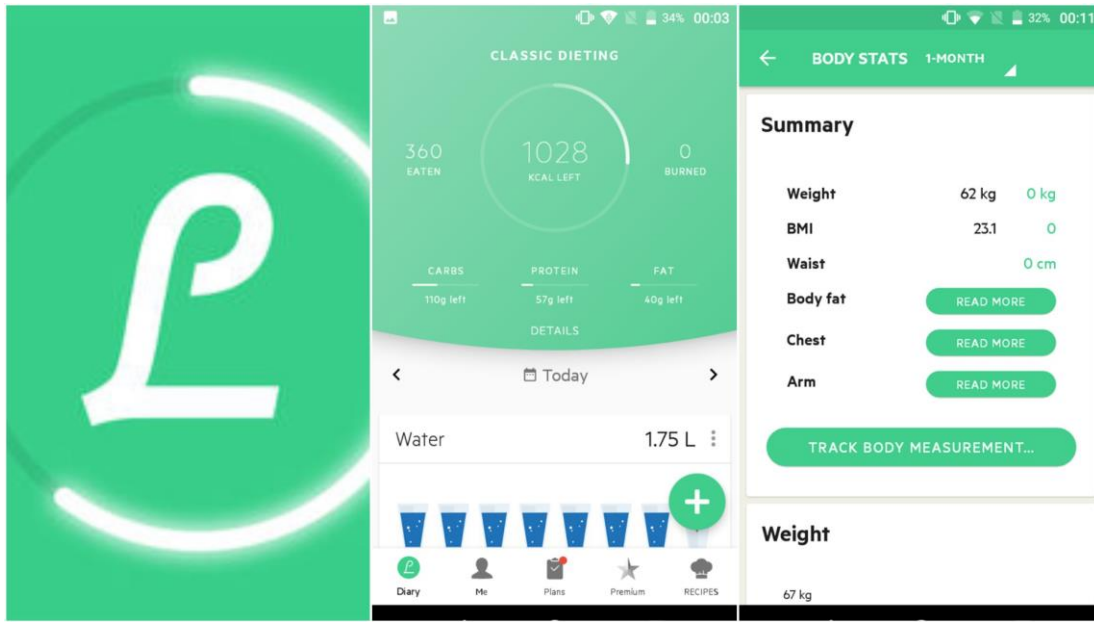 34% 00:03
CLASSIC DIETING
360
EATEN
1028
KCAL LEFT
0
BURNED
CARBS
110g left
PROTEIN
57g left
FAT
40g left
DETAILS
Today
Water 1.75 L
Diary Me Plans Premium RECIPES
32% 00:11
BODY STATS 1-MONTH
Summary
Weight 62 kg 0 kg
BMI 23.1 0
Waist 0 cm
Body fat READ MORE
Chest READ MORE
Arm READ MORE
TRACK BODY MEASUREMENT...
Weight
67 kg